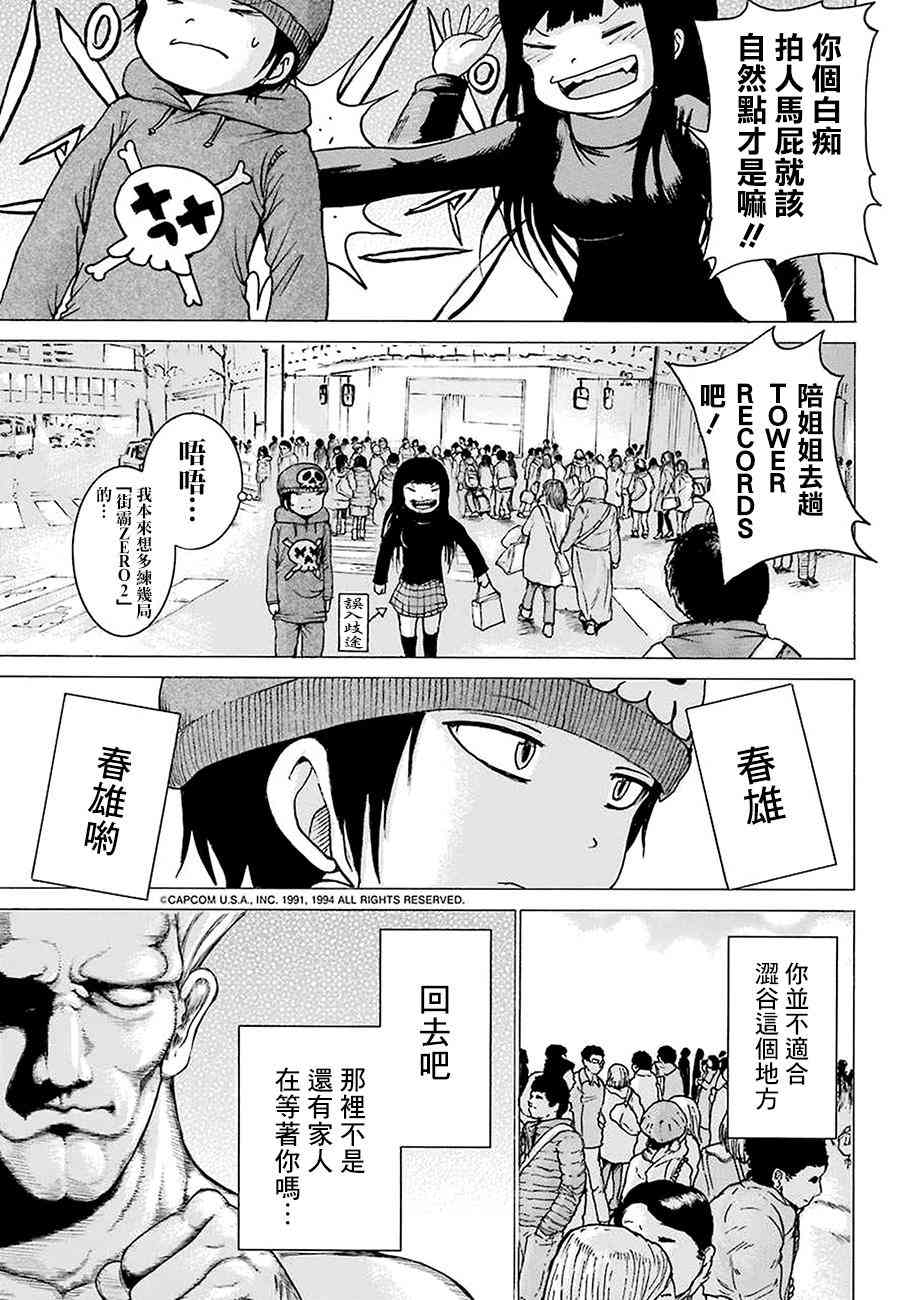 你個白痴
拍人馬屁就該
自然點才是嘛!!
陪姐姐去趟
TOWER
RECORDS
吧！
唔唔…
我本來想多練幾局
「街霸ZERO2」
的…
誤入歧途
春雄
春雄喲
©CAPCOM U.S.A., INC. 1991, 1994 ALL RIGHTS RESERVED.
你並不適合
澀谷這個地方
回去吧
那裡不是
還有家人
在等著你嗎…